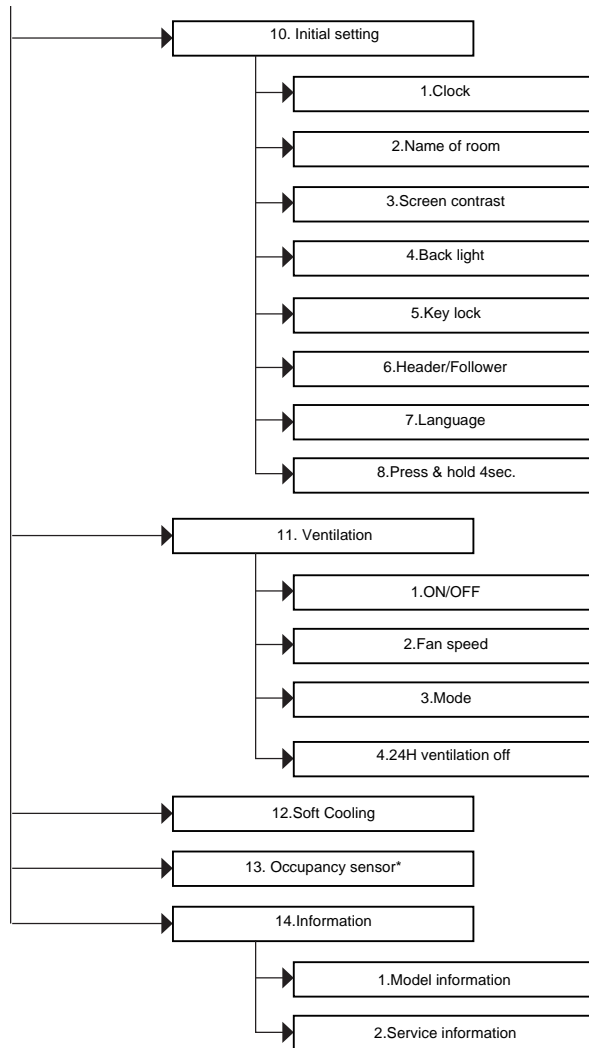 10. Initial setting
1.Clock
2.Name of room
3.Screen contrast
4.Back light
5.Key lock
6.Header/Follower
7.Language
8.Press & hold 4sec.
11. Ventilation
1.ON/OFF
2.Fan speed
3.Mode
4.24H ventilation off
12.Soft Cooling
13. Occupancy sensor*
14.Information
1.Model information
2.Service information